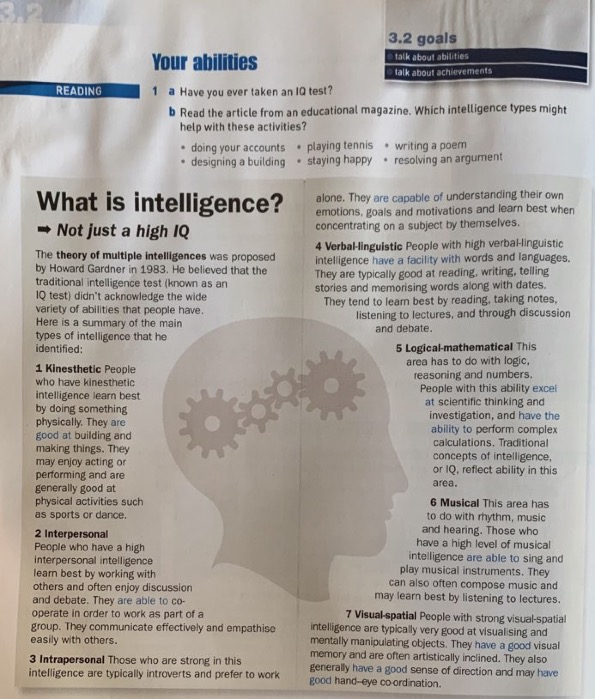 3.2
3.2 goals
talk about abilities
talk about achievements
Your abilities
READING
1 a Have you ever taken an IQ test?
b Read the article from an educational magazine. Which intelligence types might
help with these activities?
• doing your accounts • playing tennis • writing a poem
• designing a building • staying happy • resolving an argument
What is intelligence?
➡ Not just a high IQ
The theory of multiple intelligences was proposed
by Howard Gardner in 1983. He believed that the
traditional intelligence test (known as an
IQ test) didn't acknowledge the wide
variety of abilities that people have.
Here is a summary of the main
types of intelligence that he
identified:
1 Kinesthetic People
who have kinesthetic
intelligence learn best
by doing something
physically. They are
good at building and
making things. They
may enjoy acting or
performing and are
generally good at
physical activities such
as sports or dance.
2 Interpersonal
People who have a high
interpersonal intelligence
learn best by working with
others and often enjoy discussion
and debate. They are able to co-
operate in order to work as part of a
group. They communicate effectively and empathise
easily with others.
3 Intrapersonal Those who are strong in this
intelligence are typically introverts and prefer to work
alone. They are capable of understanding their own
emotions, goals and motivations and learn best when
concentrating on a subject by themselves.
4 Verbal-linguistic People with high verbal-linguistic
intelligence have a facility with words and languages.
They are typically good at reading, writing, telling
stories and memorising words along with dates.
They tend to learn best by reading, taking notes,
listening to lectures, and through discussion
and debate.
5 Logical-mathematical This
area has to do with logic,
reasoning and numbers.
People with this ability excel
at scientific thinking and
investigation, and have the
ability to perform complex
calculations. Traditional
concepts of intelligence,
or IQ, reflect ability in this
area.
6 Musical This area has
to do with rhythm, music
and hearing. Those who
have a high level of musical
intelligence are able to sing and
play musical instruments. They
can also often compose music and
may learn best by listening to lectures.
7 Visual-spatial People with strong visual-spatial
intelligence are typically very good at visualising and
mentally manipulating objects. They have a good visual
memory and are often artistically inclined. They also
generally have a good sense of direction and may have
good hand–eye co-ordination.